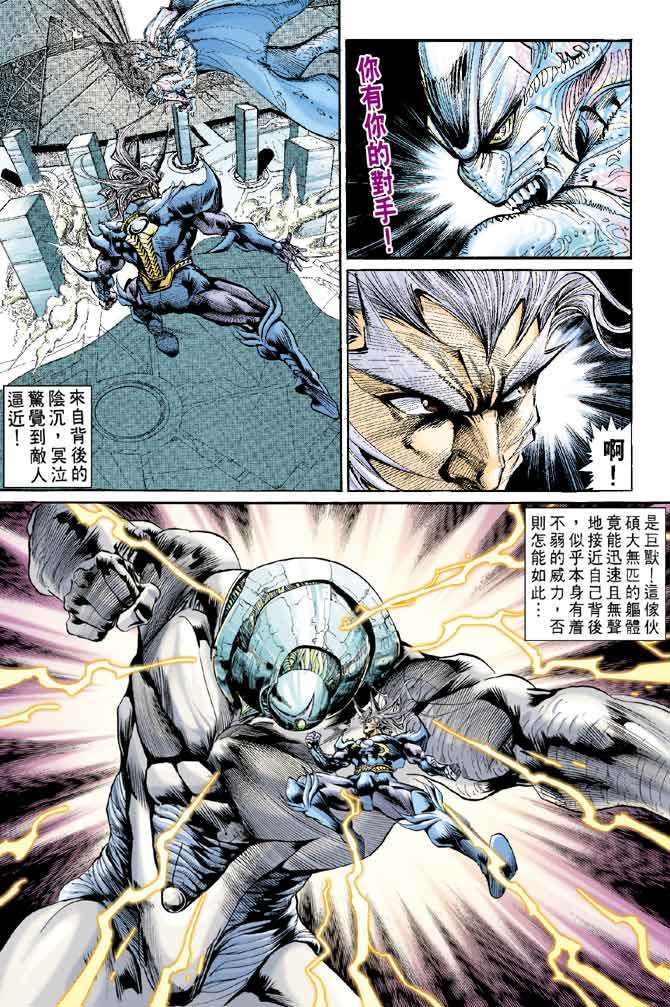 你有你的對手！
啊！
來自背後的
陰沉，冥泣
驚覺到敵人
逼近！
是巨獸！這傢伙
碩大無匹的軀體
竟能迅速且無聲
地接近自己背後
，似乎本身有着
不弱的威力，否
則怎能如此…